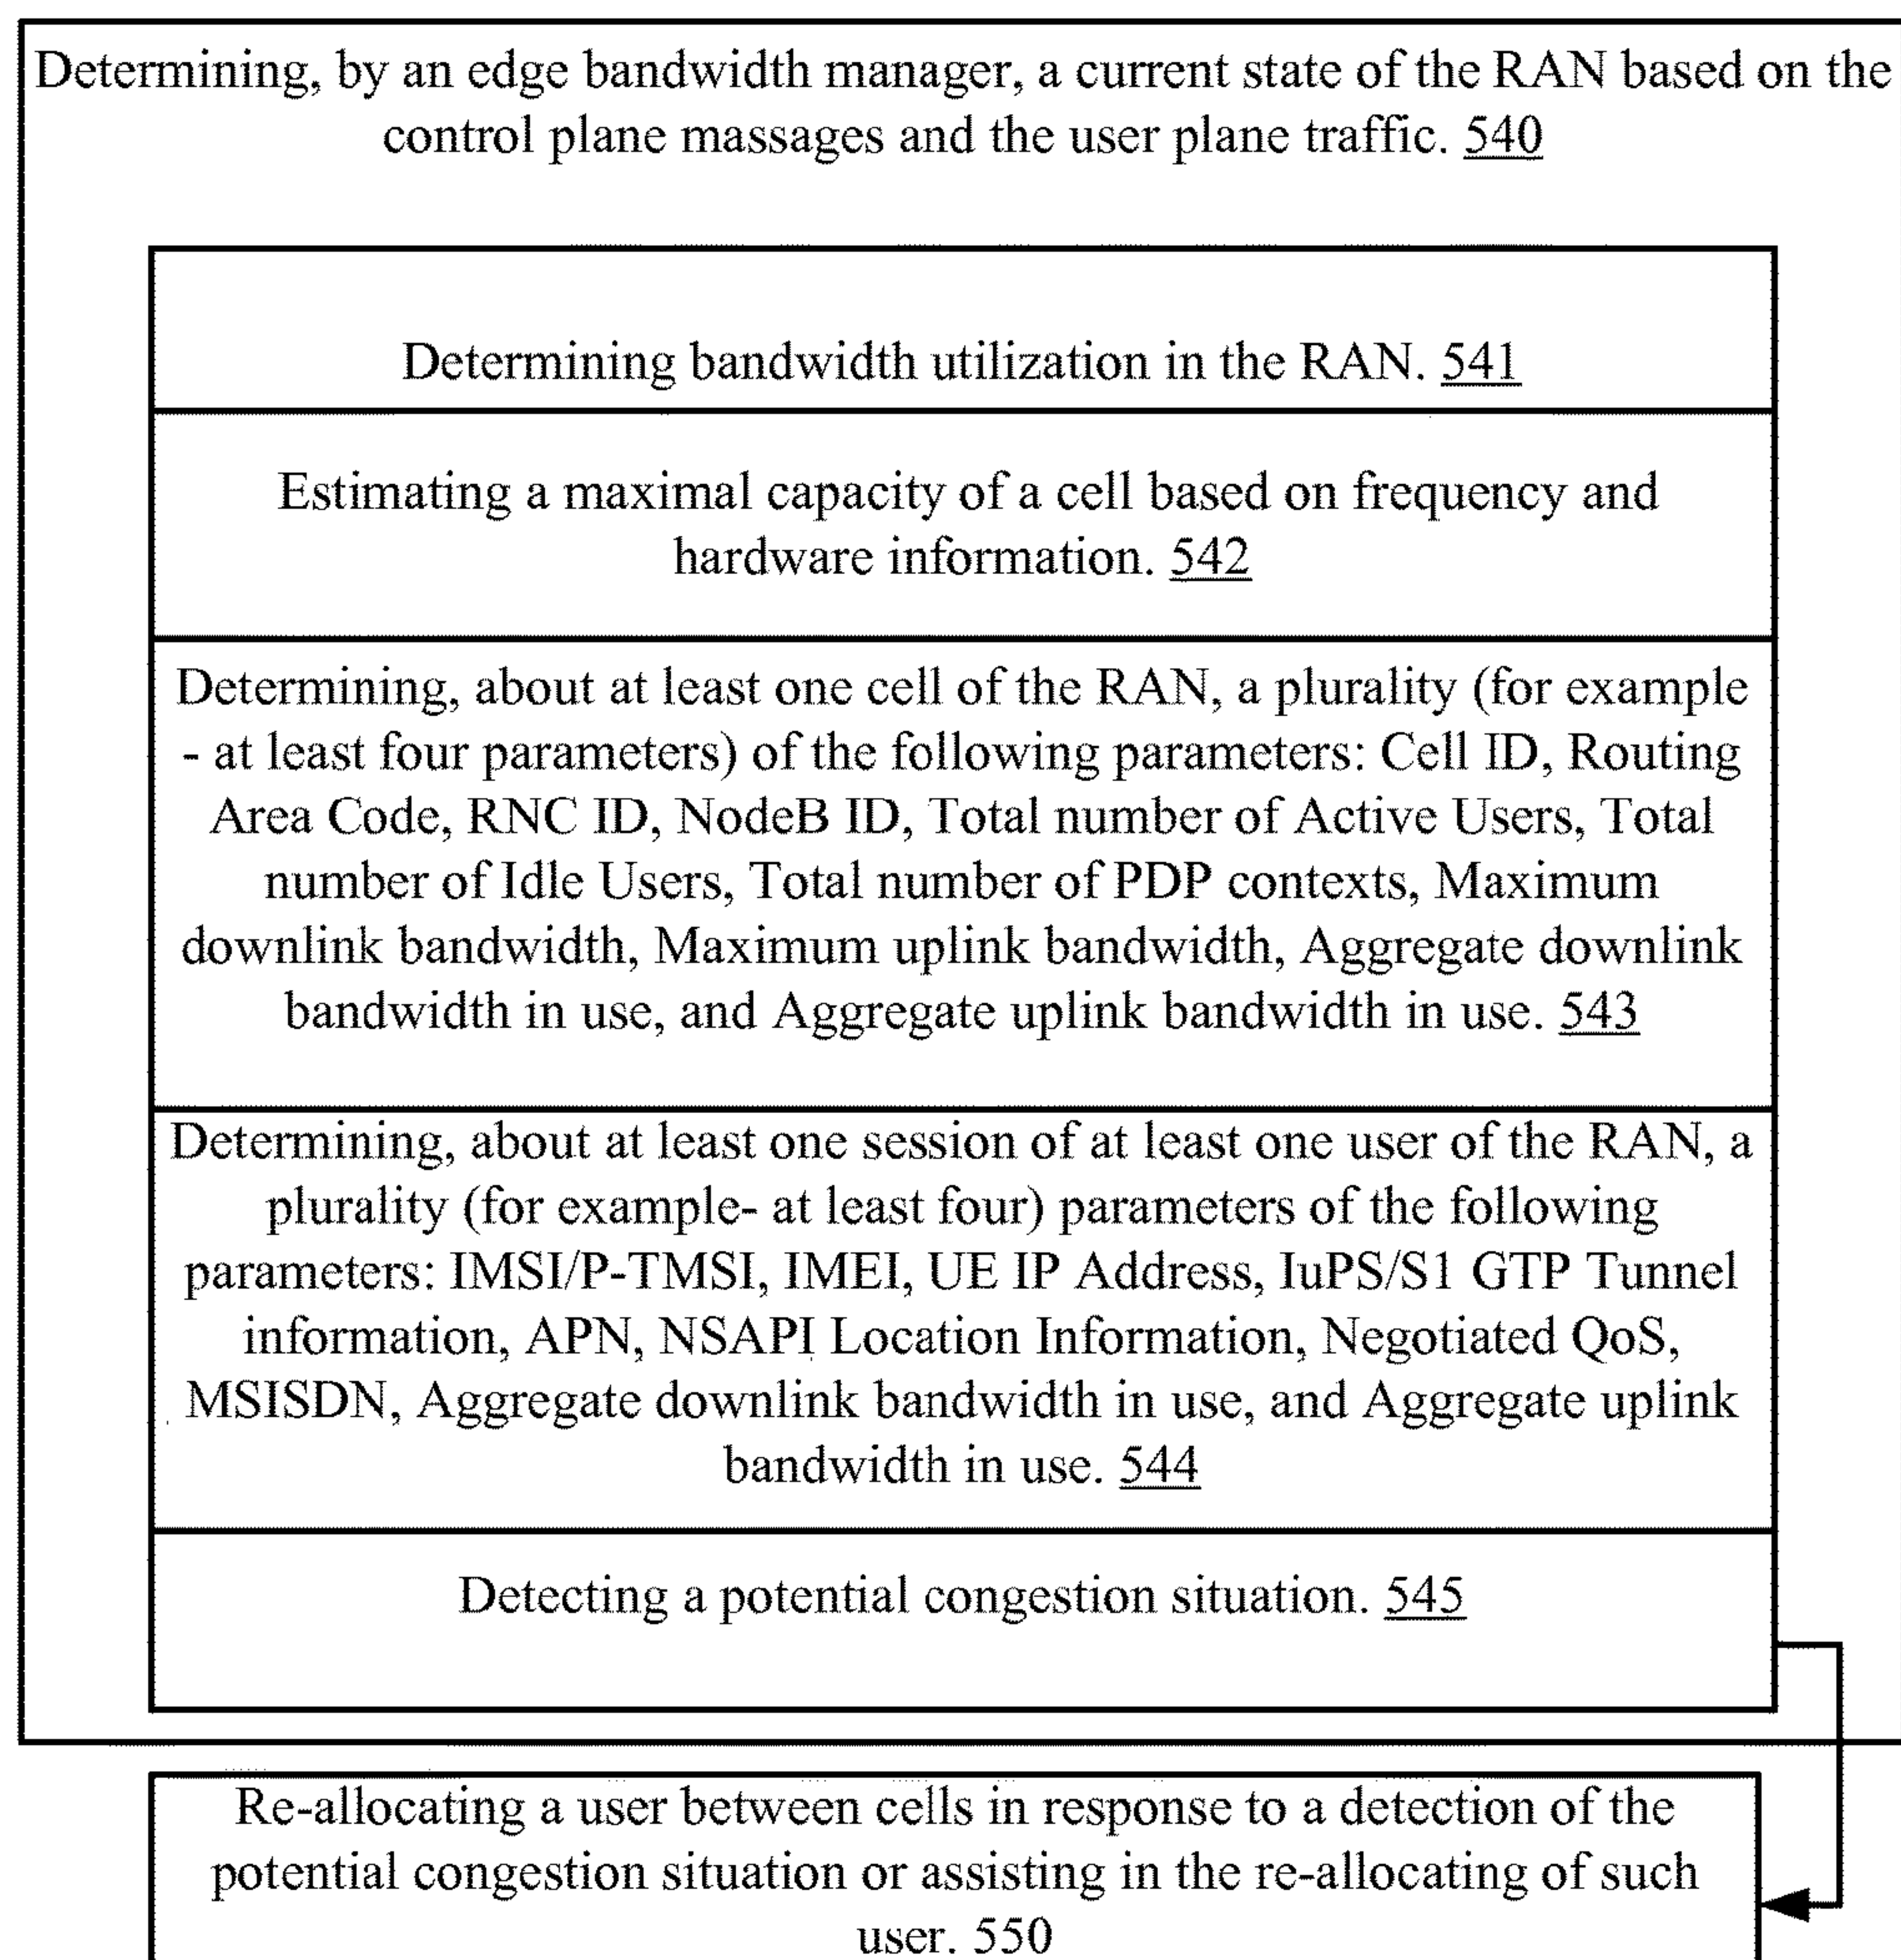 Determining, by an edge bandwidth manager, a current state of the RAN based on the
control plane massages and the user plane traffic. 540
Determining bandwidth utilization in the RAN. 541
Estimating a maximal capacity of a cell based on frequency and
hardware information. 542
Determining, about at least one cell of the RAN, a plurality (for example
- at least four parameters) of the following parameters: Cell ID, Routing
Area Code, RNC ID, NodeB ID, Total number of Active Users, Total
number of Idle Users, Total number of PDP contexts, Maximum
downlink bandwidth, Maximum uplink bandwidth, Aggregate downlink
bandwidth in use, and Aggregate uplink bandwidth in use. 543
Determining, about at least one session of at least one user of the RAN, a
plurality (for example- at least four) parameters of the following
parameters: IMSI/P-TMSI, IMEI, UE IP Address, IuPS/S1 GTP Tunnel
information, APN, NSAPI Location Information, Negotiated QoS,
MSISDN, Aggregate downlink bandwidth in use, and Aggregate uplink
bandwidth in use. 544
Detecting a potential congestion situation. 545
Re-allocating a user between cells in response to a detection of the
potential congestion situation or assisting in the re-allocating of such
user. 550